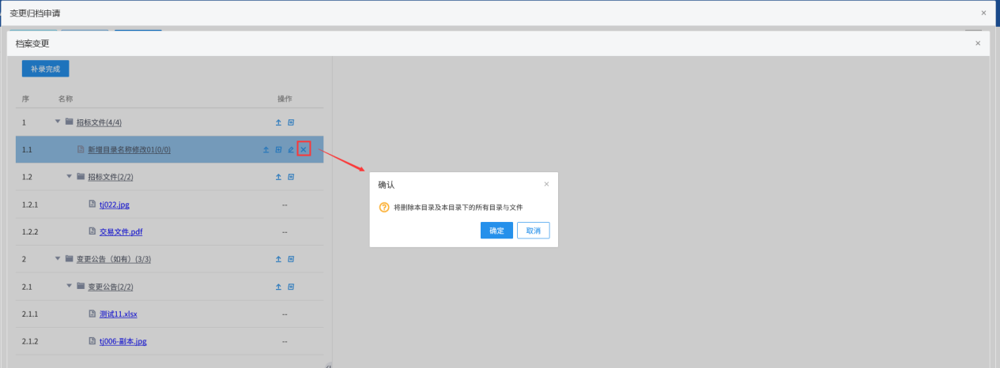 变更归档申请
档案变更
补录完成
序 名称 操作
1 招标文件(4/4)
1.1 新增目录名称修改01(0/0)
1.2 招标文件(2/2)
1.2.1 tj022.jpg --
1.2.2 交易文件.pdf --
2 变更公告（如有）(3/3)
2.1 变更公告(2/2)
2.1.1 测试11.xlsx --
2.1.2 tj006-副本.jpg --
确认
将删除本目录及本目录下的所有目录与文件
确定 取消